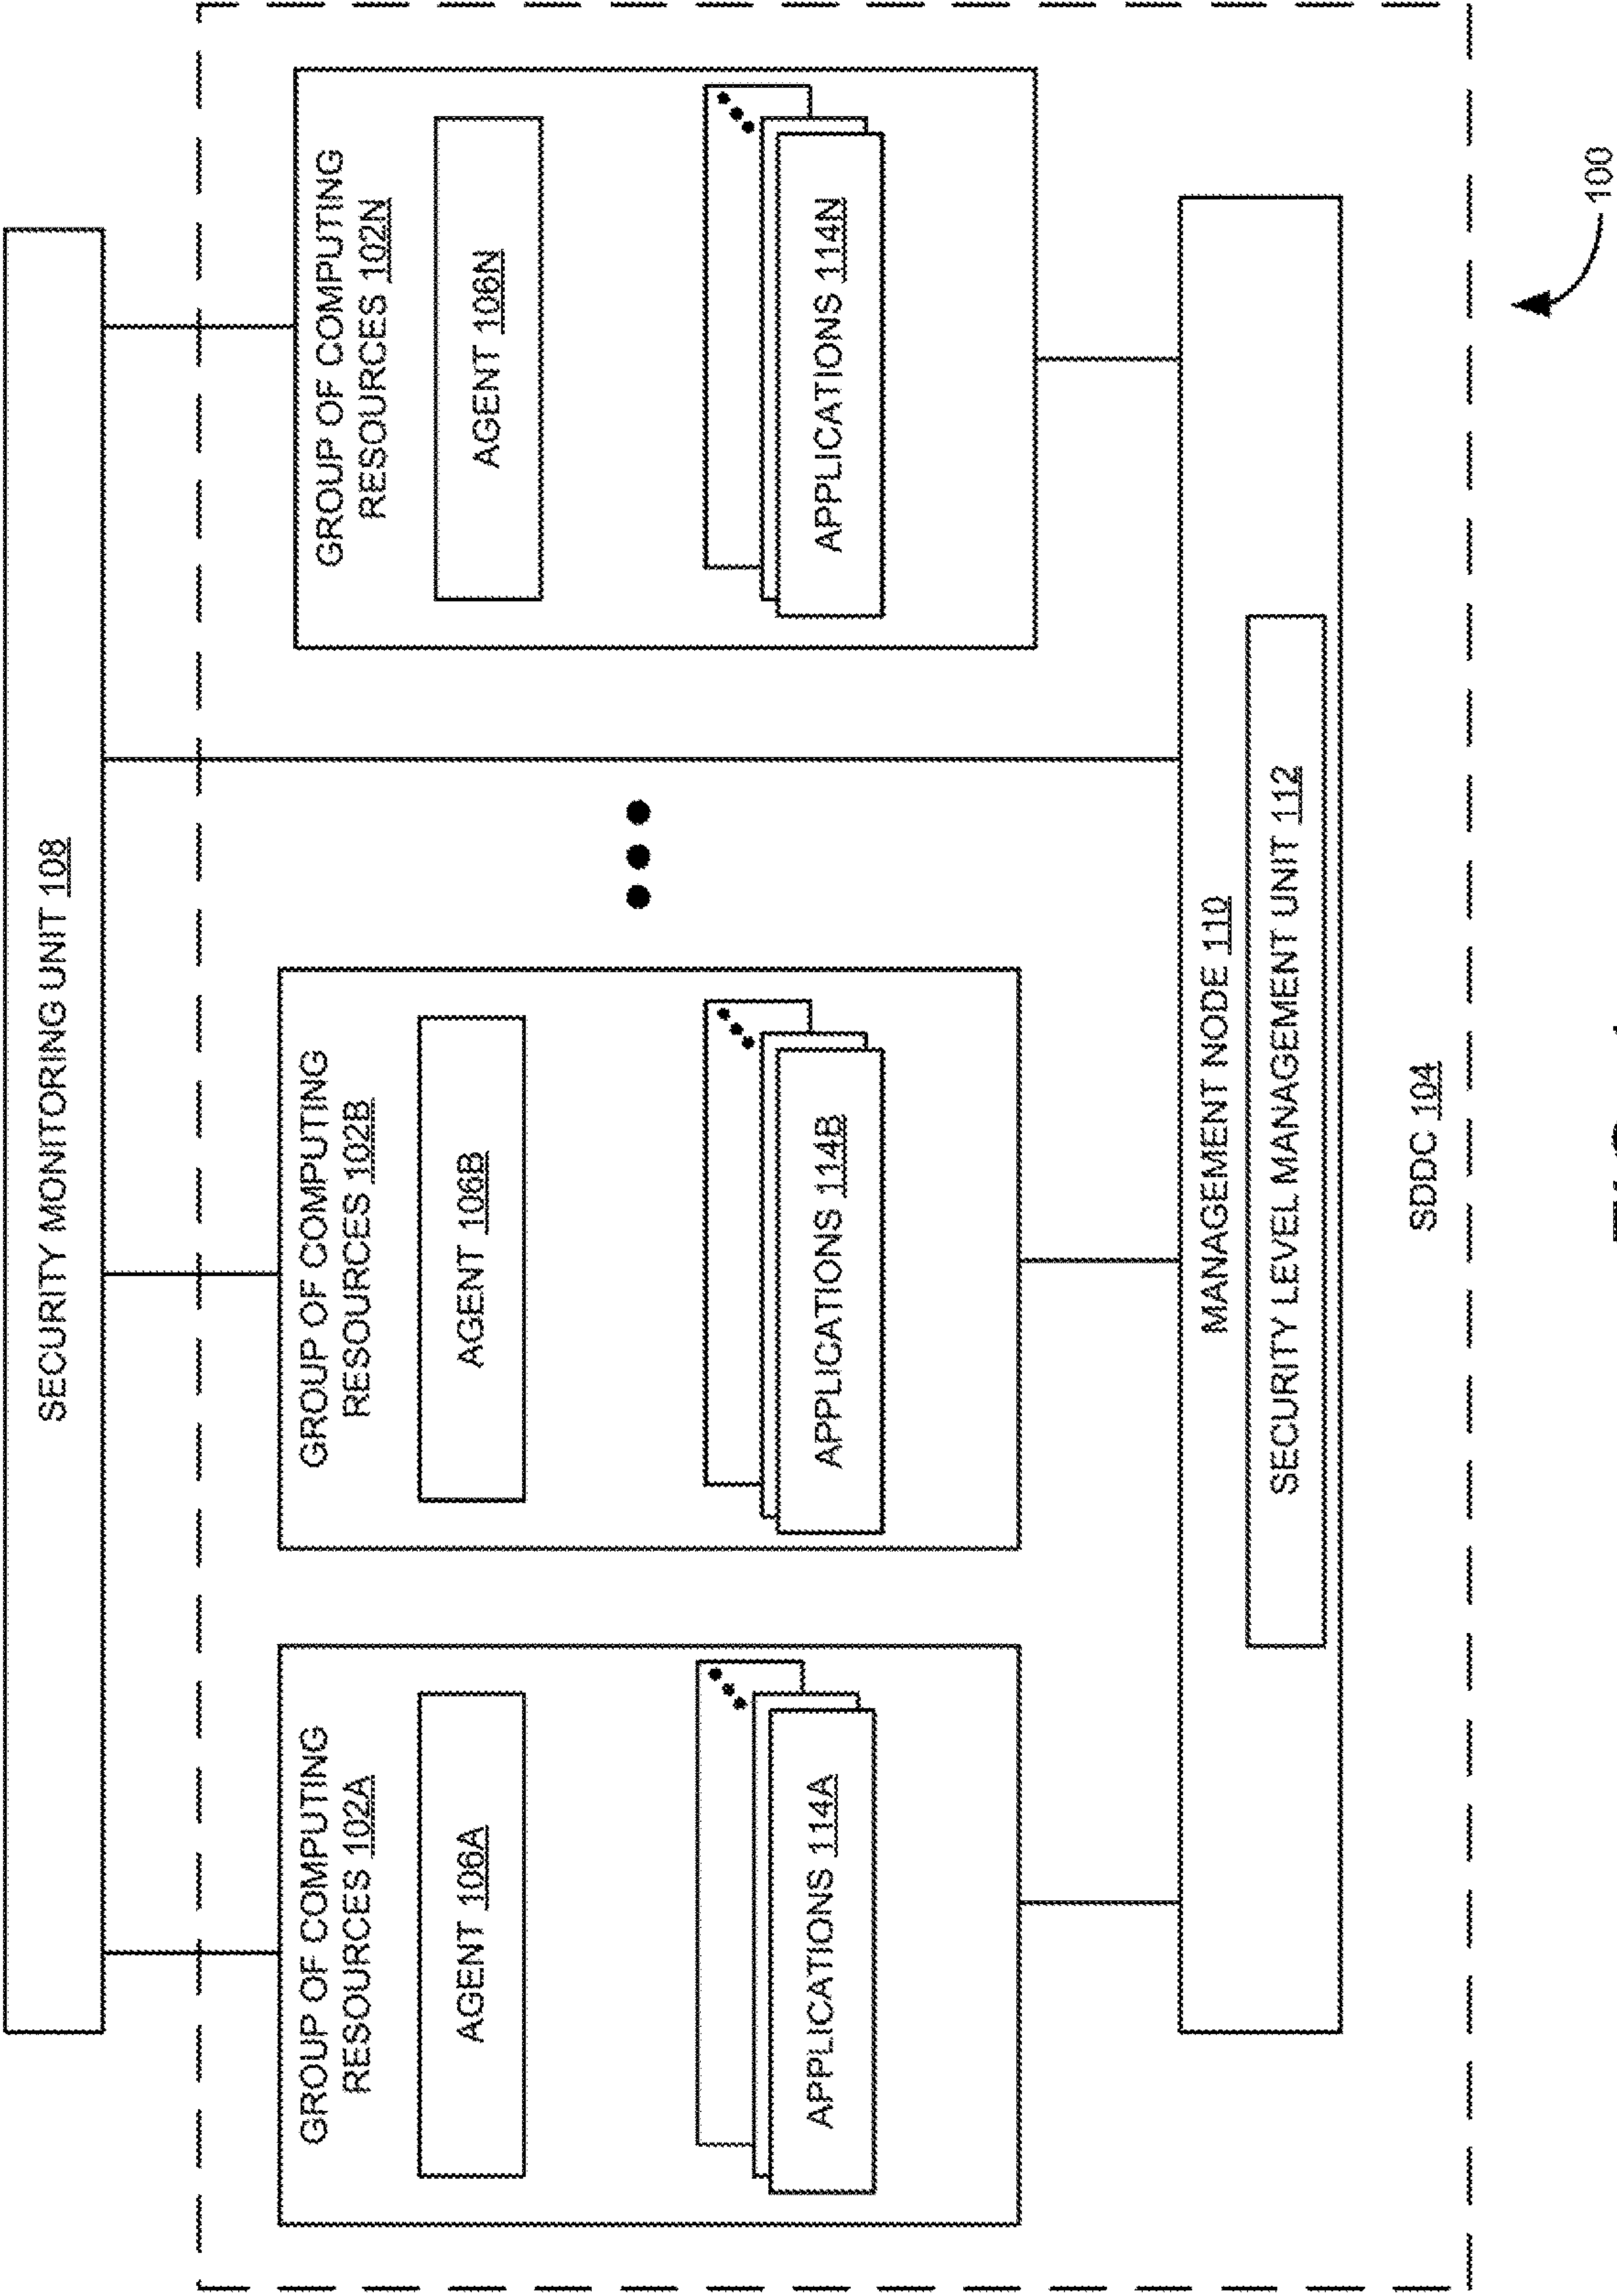 SECURITY MONITORING UNIT 108
GROUP OF COMPUTING
RESOURCES 102A
AGENT 106A
APPLICATIONS 114A
GROUP OF COMPUTING
RESOURCES 102B
AGENT 106B
APPLICATIONS 114B
GROUP OF COMPUTING
RESOURCES 102N
AGENT 106N
APPLICATIONS 114N
MANAGEMENT NODE 110
SECURITY LEVEL MANAGEMENT UNIT 112
SDDC 104
100